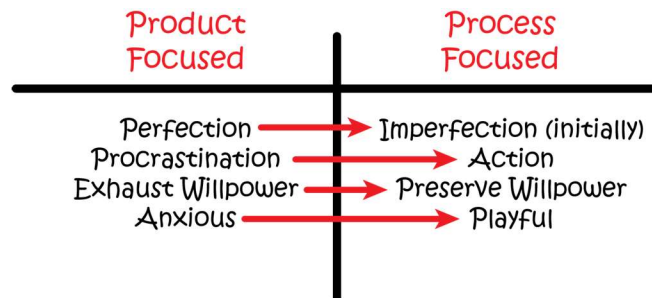 Product
Focused
Process
Focused
Perfection
Imperfection (initially)
Procrastination
Action
Exhaust Willpower
Preserve Willpower
Anxious
Playful